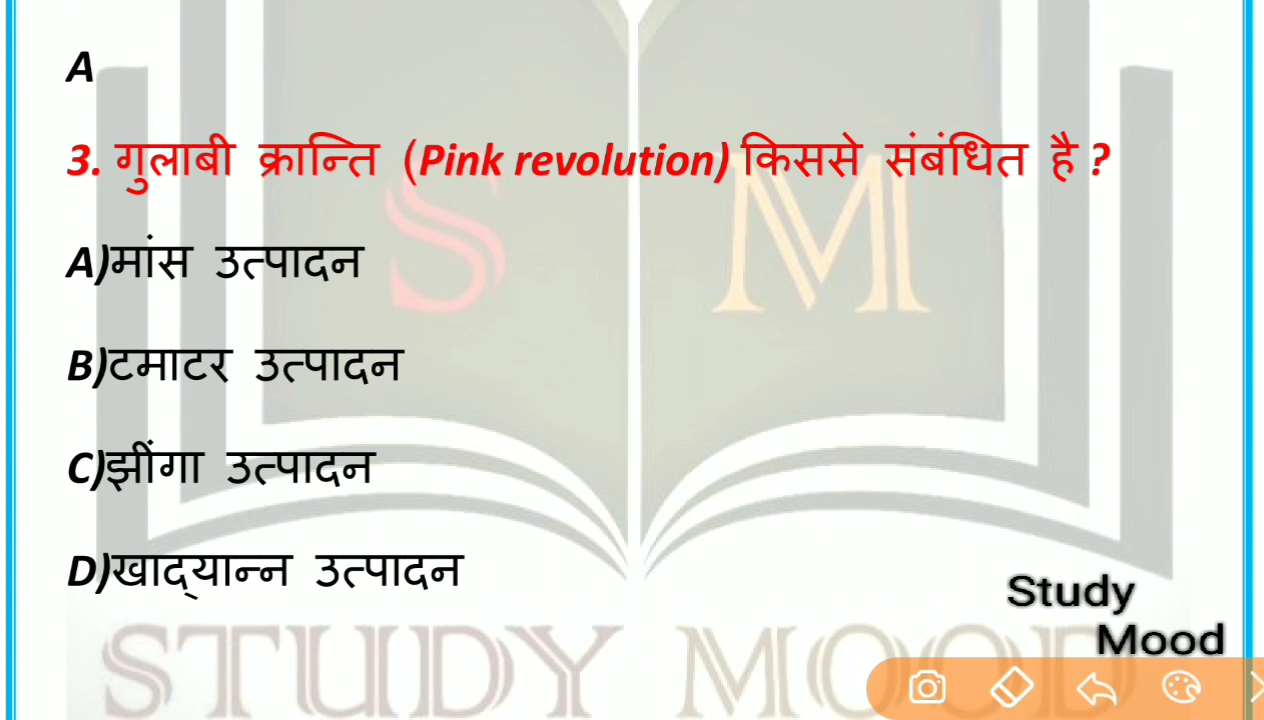 A
3. गुलाबी क्रान्ति (Pink revolution) किससे संबंधित है ?
A)मांस उत्पादन
B)टमाटर उत्पादन
C)झींगा उत्पादन
D)खाद्यान्न उत्पादन
S M
Study
Mood
STUDY MOOD